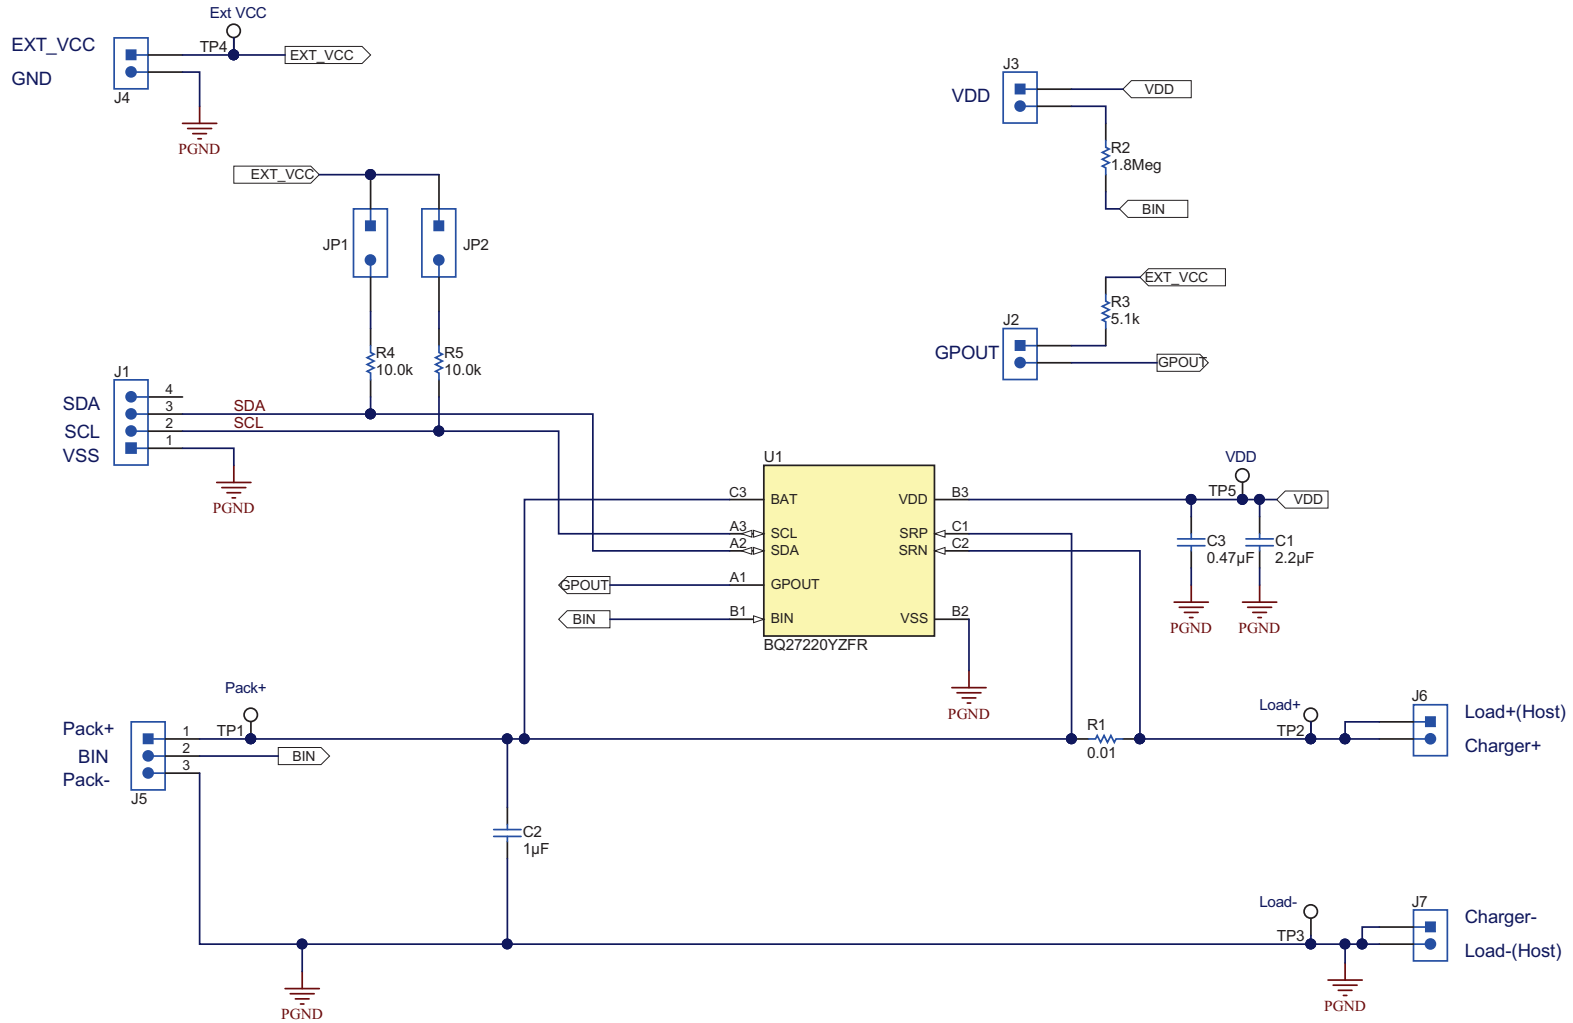 Ext VCC
EXT_VCC
TP4
EXT_VCC
GND
J4
PGND
J3
VDD
VDD
R2
1.8Meg
BIN
EXT_VCC
JP1
JP2
EXT_VCC
R3
5.1k
J2
GPOUT
GPOUT
R4
10.0k
R5
10.0k
J1
4
SDA
3
SDA
SCL
2
SCL
VSS
1
PGND
U1
C3
BAT
VDD
B3
A3
SCL
SRP
C1
A2
SDA
SRN
C2
GPOUT
A1
GPOUT
BIN
B1
BIN
VSS
B2
BQ27220YZFR
PGND
VDD
TP5
VDD
C3
0.47µF
C1
2.2µF
PGND
PGND
Pack+
Pack+
1
TP1
BIN
2
BIN
Pack-
3
J5
R1
0.01
Load+
TP2
J6
Load+(Host)
Charger+
C2
1µF
Load-
TP3
J7
Charger-
Load-(Host)
PGND
PGND